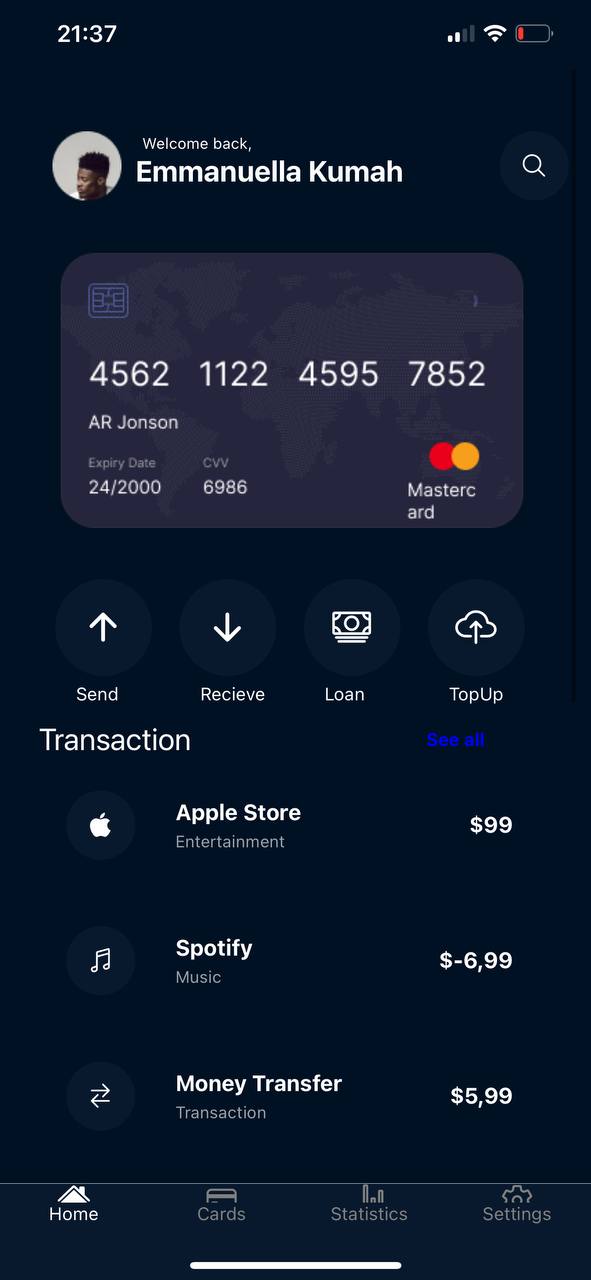 21:37
Welcome back,
Emmanuella Kumah
4562 1122 4595 7852
AR Jonson
Expiry Date CVV
24/2000 6986
Masterc
ard
Send Recieve Loan TopUp
Transaction See all
Apple Store
Entertainment
$99
Spotify
Music
$-6,99
Money Transfer
Transaction
$5,99
Home Cards Statistics Settings